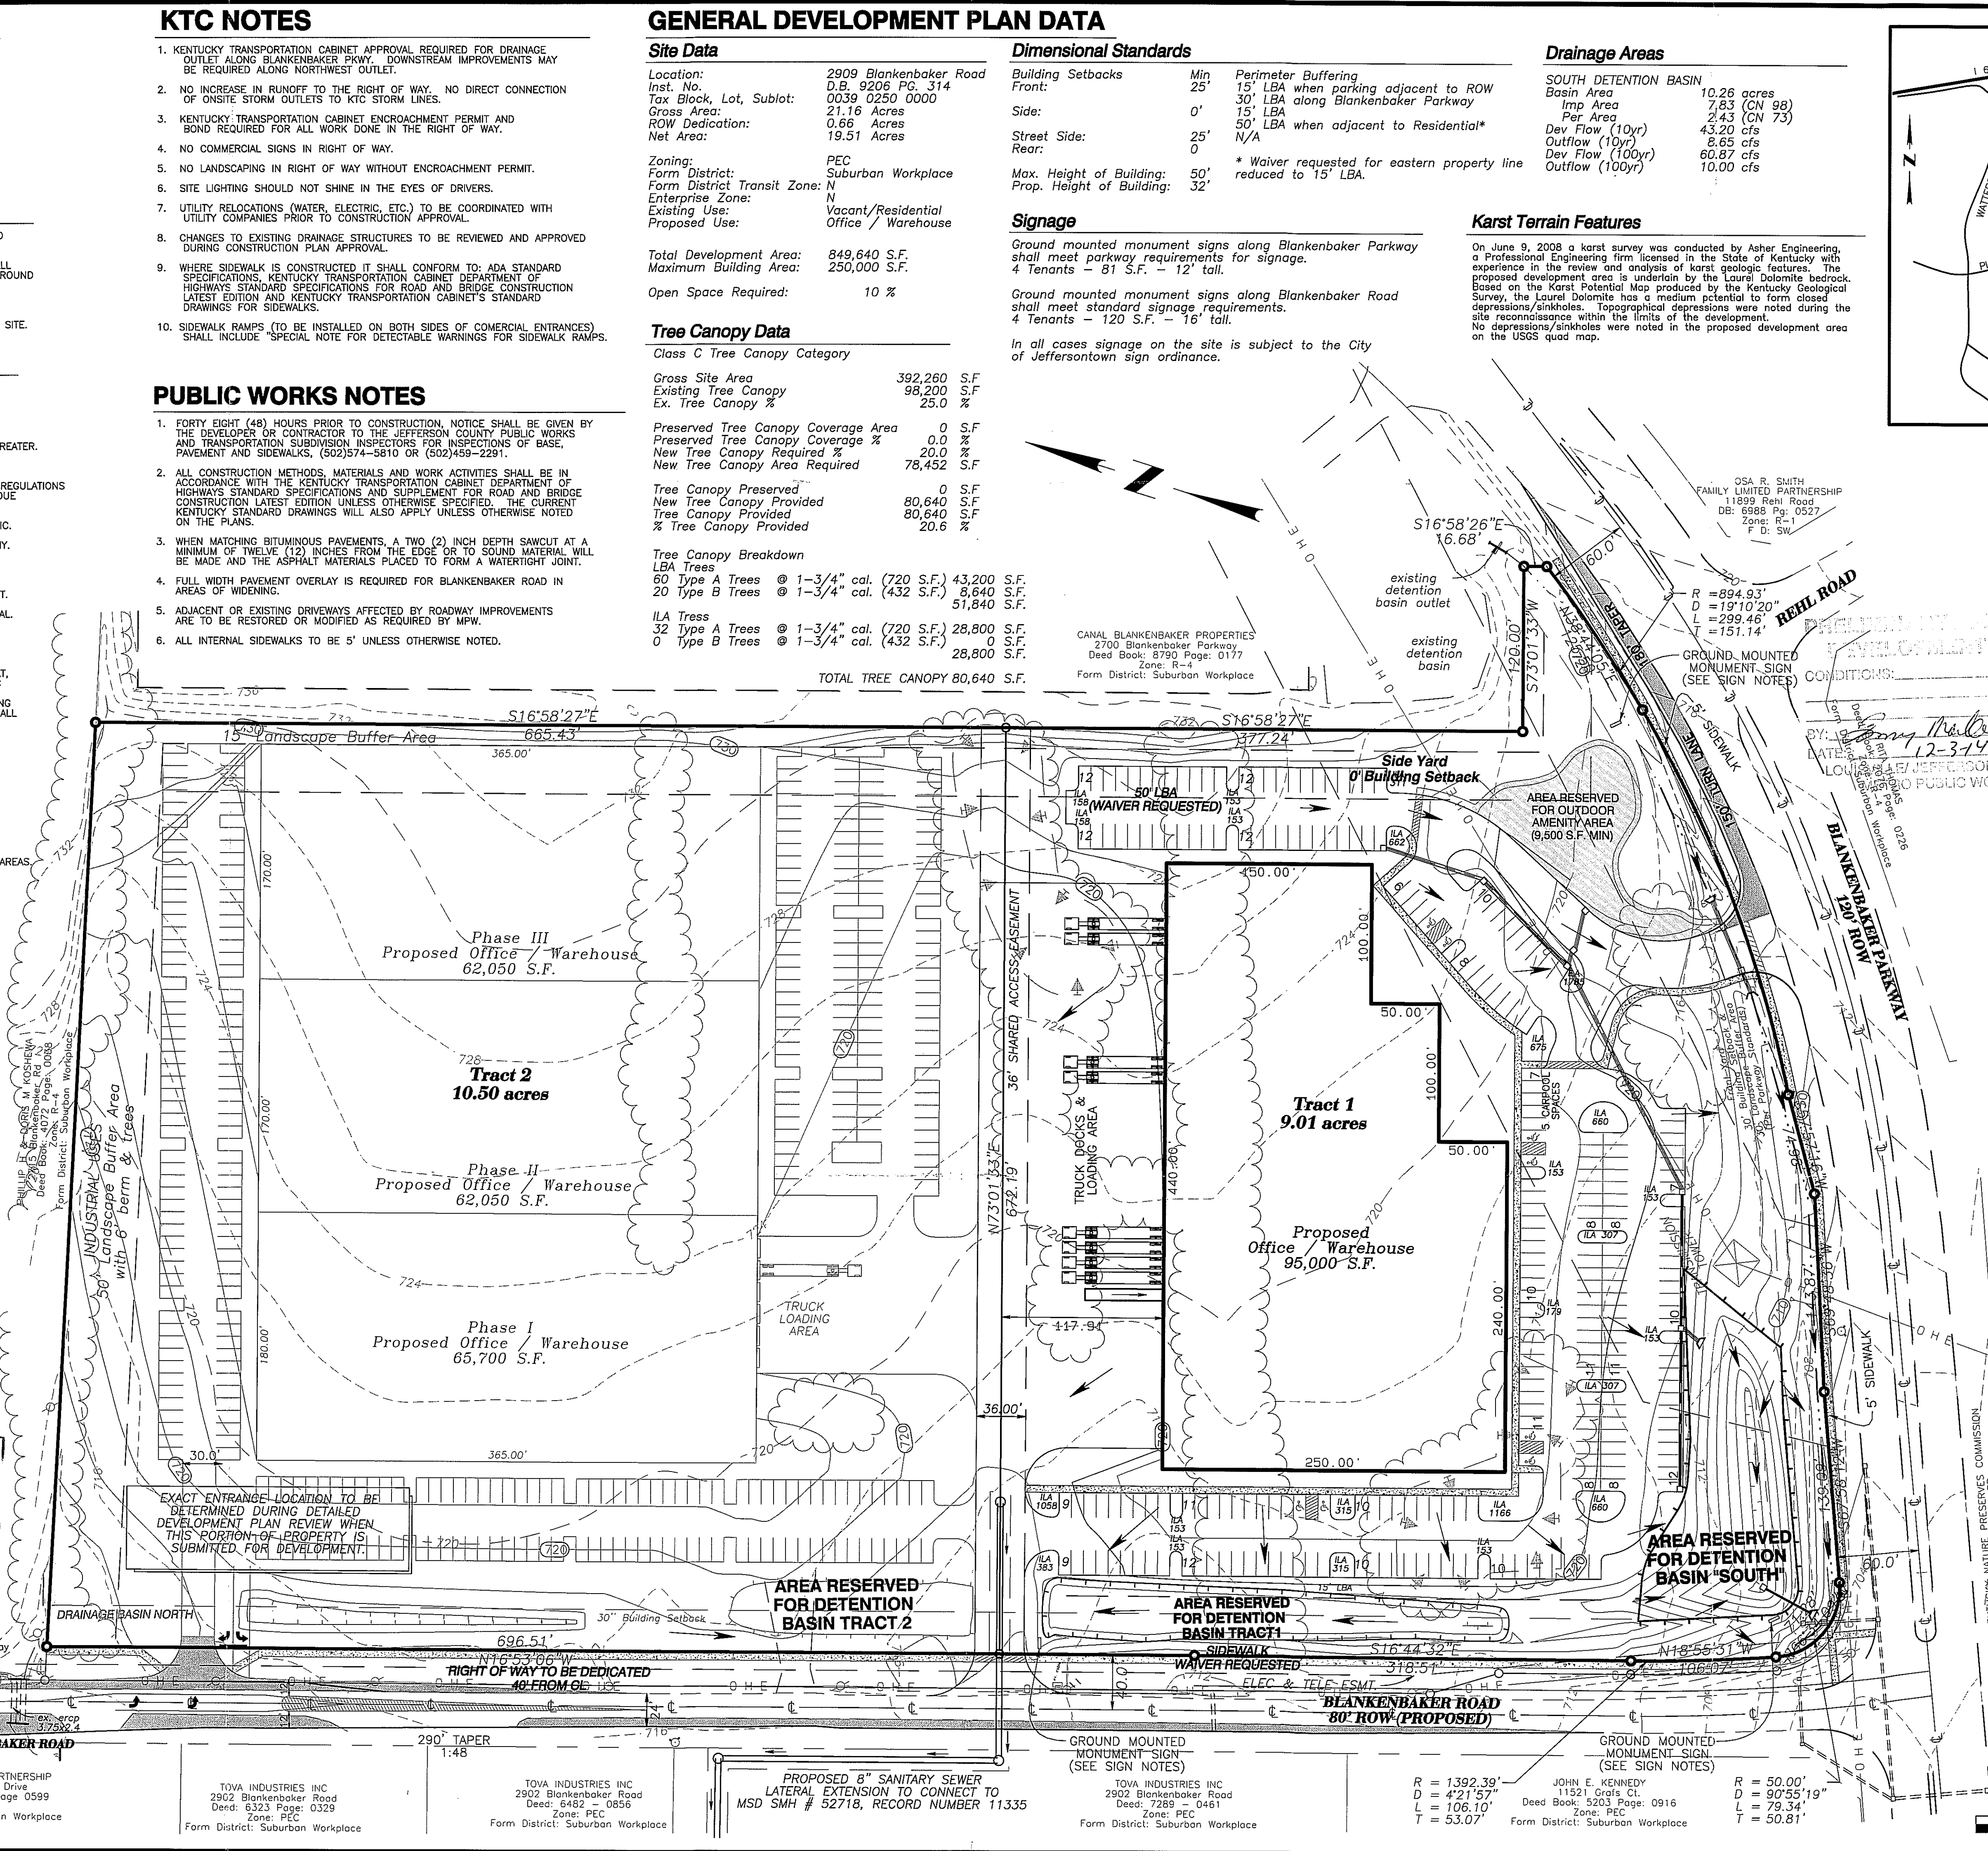 KTC NOTES
1. KENTUCKY TRANSPORTATION CABINET APPROVAL REQUIRED FOR DRAINAGE
OUTLET ALONG BLANKENBAKER PKWY. DOWNSTREAM IMPROVEMENTS MAY
BE REQUIRED ALONG NORTHWEST OUTLET.
2. NO INCREASE IN RUNOFF TO THE RIGHT OF WAY. NO DIRECT CONNECTION
OF ONSITE STORM OUTLETS TO KTC STORM LINES.
3. KENTUCKY TRANSPORTATION CABINET ENCROACHMENT PERMIT AND
BOND REQUIRED FOR ALL WORK DONE IN THE RIGHT OF WAY.
4. NO COMMERCIAL SIGNS IN RIGHT OF WAY.
5. NO LANDSCAPING IN RIGHT OF WAY WITHOUT ENCROACHMENT PERMIT.
6. SITE LIGHTING SHOULD NOT SHINE IN THE EYES OF DRIVERS.
7. UTILITY RELOCATIONS (WATER, ELECTRIC, ETC.) TO BE COORDINATED WITH
UTILITY COMPANIES PRIOR TO CONSTRUCTION APPROVAL.
8. CHANGES TO EXISTING DRAINAGE STRUCTURES TO BE REVIEWED AND APPROVED
DURING CONSTRUCTION PLAN APPROVAL.
9. WHERE SIDEWALK IS CONSTRUCTED IT SHALL CONFORM TO: ADA STANDARD
SPECIFICATIONS, KENTUCKY TRANSPORTATION CABINET DEPARTMENT OF
HIGHWAYS STANDARD SPECIFICATIONS FOR ROAD AND BRIDGE CONSTRUCTION
LATEST EDITION AND KENTUCKY TRANSPORTATION CABINET'S STANDARD
DRAWINGS FOR SIDEWALKS.
10. SIDEWALK RAMPS (TO BE INSTALLED ON BOTH SIDES OF COMERCIAL ENTRANCES)
SHALL INCLUDE "SPECIAL NOTE FOR DETECTABLE WARNINGS FOR SIDEWALK RAMPS.
PUBLIC WORKS NOTES
1. FORTY EIGHT (48) HOURS PRIOR TO CONSTRUCTION, NOTICE SHALL BE GIVEN BY
THE DEVELOPER OR CONTRACTOR TO THE JEFFERSON COUNTY PUBLIC WORKS
AND TRANSPORTATION SUBDIVISION INSPECTORS FOR INSPECTIONS OF BASE,
PAVEMENT AND SIDEWALKS, (502)574-5810 OR (502)459-2291.
2. ALL CONSTRUCTION METHODS, MATERIALS AND WORK ACTIVITIES SHALL BE IN
ACCORDANCE WITH THE KENTUCKY TRANSPORTATION CABINET DEPARTMENT OF
HIGHWAYS STANDARD SPECIFICATIONS AND SUPPLEMENT FOR ROAD AND BRIDGE
CONSTRUCTION LATEST EDITION UNLESS OTHERWISE SPECIFIED. THE CURRENT
KENTUCKY STANDARD DRAWINGS WILL ALSO APPLY UNLESS OTHERWISE NOTED
ON THE PLANS.
3. WHEN MATCHING BITUMINOUS PAVEMENTS, A TWO (2) INCH DEPTH SAWCUT AT A
MINIMUM OF TWELVE (12) INCHES FROM THE EDGE OR TO SOUND MATERIAL WILL
BE MADE AND THE ASPHALT MATERIALS PLACED TO FORM A WATERTIGHT JOINT.
4. FULL WIDTH PAVEMENT OVERLAY IS REQUIRED FOR BLANKENBAKER ROAD IN
AREAS OF WIDENING.
5. ADJACENT OR EXISTING DRIVEWAYS AFFECTED BY ROADWAY IMPROVEMENTS
ARE TO BE RESTORED OR MODIFIED AS REQUIRED BY MPW.
6. ALL INTERNAL SIDEWALKS TO BE 5' UNLESS OTHERWISE NOTED.
GENERAL DEVELOPMENT PLAN DATA
Site Data
Location: 2909 Blankenbaker Road
Inst. No. D.B. 9206 PG. 314
Tax Block, Lot, Sublot: 0039 0250 0000
Gross Area: 21.16 Acres
ROW Dedication: 0.66 Acres
Net Area: 19.51 Acres
Zoning: PEC
Form District: Suburban Workplace
Form District Transit Zone: N
Enterprise Zone: N
Existing Use: Vacant/Residential
Proposed Use: Office / Warehouse
Total Development Area: 849,640 S.F.
Maximum Building Area: 250,000 S.F.
Open Space Required: 10 %
Tree Canopy Data
Class C Tree Canopy Category
Gross Site Area 392,260 S.F
Existing Tree Canopy 98,200 S.F
Ex. Tree Canopy % 25.0 %
Preserved Tree Canopy Coverage Area 0 S.F
Preserved Tree Canopy Coverage % 0.0 %
New Tree Canopy Required % 20.0 %
New Tree Canopy Area Required 78,452 S.F
Tree Canopy Preserved 0 S.F
New Tree Canopy Provided 80,640 S.F
Tree Canopy Provided 80,640 S.F
% Tree Canopy Provided 20.6 %
Tree Canopy Breakdown
LBA Trees
60 Type A Trees @ 1-3/4" cal. (720 S.F.) 43,200 S.F.
20 Type B Trees @ 1-3/4" cal. (432 S.F.) 8,640 S.F.
51,840 S.F.
ILA Tress
32 Type A Trees @ 1-3/4" cal. (720 S.F.) 28,800 S.F.
0 Type B Trees @ 1-3/4" cal. (432 S.F.) 0 S.F.
28,800 S.F.
TOTAL TREE CANOPY 80,640 S.F.
Dimensional Standards
Building Setbacks Min Perimeter Buffering
Front: 25' 15' LBA when parking adjacent to ROW
30' LBA along Blankenbaker Parkway
Side: 0' 15' LBA
50' LBA when adjacent to Residential*
Street Side: 25' N/A
Rear: 0
* Waiver requested for eastern property line
reduced to 15' LBA.
Max. Height of Building: 50'
Prop. Height of Building: 32'
Signage
Ground mounted monument signs along Blankenbaker Parkway
shall meet parkway requirements for signage.
4 Tenants - 81 S.F. - 12' tall.
Ground mounted monument signs along Blankenbaker Road
shall meet standard signage requirements.
4 Tenants - 120 S.F. - 16' tall.
In all cases signage on the site is subject to the City
of Jeffersontown sign ordinance.
Drainage Areas
SOUTH DETENTION BASIN
Basin Area 10.26 acres
Imp Area 7.83 (CN 98)
Per Area 2.43 (CN 73)
Dev Flow (10yr) 43.20 cfs
Outflow (10yr) 8.65 cfs
Dev Flow (100yr) 60.87 cfs
Outflow (100yr) 10.00 cfs
Karst Terrain Features
On June 9, 2008 a karst survey was conducted by Asher Engineering,
a Professional Engineering firm licensed in the State of Kentucky with
experience in the review and analysis of karst geologic features. The
proposed development area is underlain by the Laurel Dolomite bedrock.
Based on the Karst Potential Map produced by the Kentucky Geological
Survey, the Laurel Dolomite has a medium potential to form closed
depressions/sinkholes. Topographical depressions were noted during the
site reconnaissance within the limits of the development.
No depressions/sinkholes were noted in the proposed development area
on the USGS quad map.
N
OSA R. SMITH
FAMILY LIMITED PARTNERSHIP
11899 Rehl Road
DB: 6988 Pg: 0527
Zone: R-1
F D: SW
S16°58'26"E
16.68'
60.0'
existing
detention
basin outlet
existing
detention
basin
120.00'
S73°01'33"W
180' TAPER
R =894.93'
D =19°10'20"
L =299.46'
T =151.14'
REHL ROAD
GROUND MOUNTED
MONUMENT SIGN
(SEE SIGN NOTES)
CONDITIONS:
BY:
DATE: 12-3-14
5' SIDEWALK
150' TURN LANE
BLANKENBAKER PARKWAY
120' ROW
CANAL BLANKENBAKER PROPERTIES
2700 Blankenbaker Parkway
Deed Book: 8790 Page: 0177
Zone: R-4
Form District: Suburban Workplace
S16°58'27"E
665.43'
15' Landscape Buffer Area
365.00'
S16°58'27"E
377.24'
Side Yard
0' Building Setback
50' LBA
(WAIVER REQUESTED)
AREA RESERVED
FOR OUTDOOR
AMENITY AREA
(9,500 S.F. MIN)
Phase III
Proposed Office / Warehouse
62,050 S.F.
170.00'
Tract 2
10.50 acres
Phase II
Proposed Office / Warehouse
62,050 S.F.
170.00'
Phase I
Proposed Office / Warehouse
65,700 S.F.
180.00'
365.00'
TRUCK
LOADING
AREA
36' SHARED ACCESS EASEMENT
N73°01'33"E
672.19'
TRUCK DOCKS &
LOADING AREA
150.00'
100.00'
50.00'
100.00'
50.00'
440.00'
Tract 1
9.01 acres
Proposed
Office / Warehouse
95,000 S.F.
240.00'
250.00'
117.91
36.00'
5 CARPOOL
SPACES
PHILLIP H & DORIS M KOSHEWA
Deed Book: 4072 Page: 0088
Zone: R-4
Form District: Suburban Workplace
50' Landscape Buffer Area
with 6' berm & trees
30.0'
EXACT ENTRANCE LOCATION TO BE
DETERMINED DURING DETAILED
DEVELOPMENT PLAN REVIEW WHEN
THIS PORTION OF PROPERTY IS
SUBMITTED FOR DEVELOPMENT.
DRAINAGE BASIN NORTH
30" Building Setback
AREA RESERVED
FOR DETENTION
BASIN TRACT 2
15' LBA
AREA RESERVED
FOR DETENTION
BASIN TRACT1
AREA RESERVED
FOR DETENTION
BASIN "SOUTH"
60.0'
5' SIDEWALK
696.51'
N16°53'06"W
RIGHT OF WAY TO BE DEDICATED
40' FROM CL
SIDEWALK
WAIVER REQUESTED
S16°44'32"E
318.51'
N18°55'31"W
106.07'
ELEC & TELE ESMT.
BLANKENBAKER ROAD
80' ROW (PROPOSED)
40.0
ex. ercp
3.75x2.4
290' TAPER
1:48
TOVA INDUSTRIES INC
2902 Blankenbaker Road
Deed: 6323 Page: 0329
Zone: PEC
Form District: Suburban Workplace
TOVA INDUSTRIES INC
2902 Blankenbaker Road
Deed: 6482 - 0856
Zone: PEC
Form District: Suburban Workplace
PROPOSED 8" SANITARY SEWER
LATERAL EXTENSION TO CONNECT TO
MSD SMH # 52718, RECORD NUMBER 11335
GROUND MOUNTED
MONUMENT SIGN
(SEE SIGN NOTES)
TOVA INDUSTRIES INC
2902 Blankenbaker Road
Deed: 7289 - 0461
Zone: PEC
Form District: Suburban Workplace
R = 1392.39'
D = 4°21'57"
L = 106.10'
T = 53.07'
GROUND MOUNTED
MONUMENT SIGN
(SEE SIGN NOTES)
JOHN E. KENNEDY
11521 Grafs Ct.
Deed Book: 5203 Page: 0916
Zone: PEC
Form District: Suburban Workplace
R = 50.00'
D = 90°55'19"
L = 79.34'
T = 50.81'